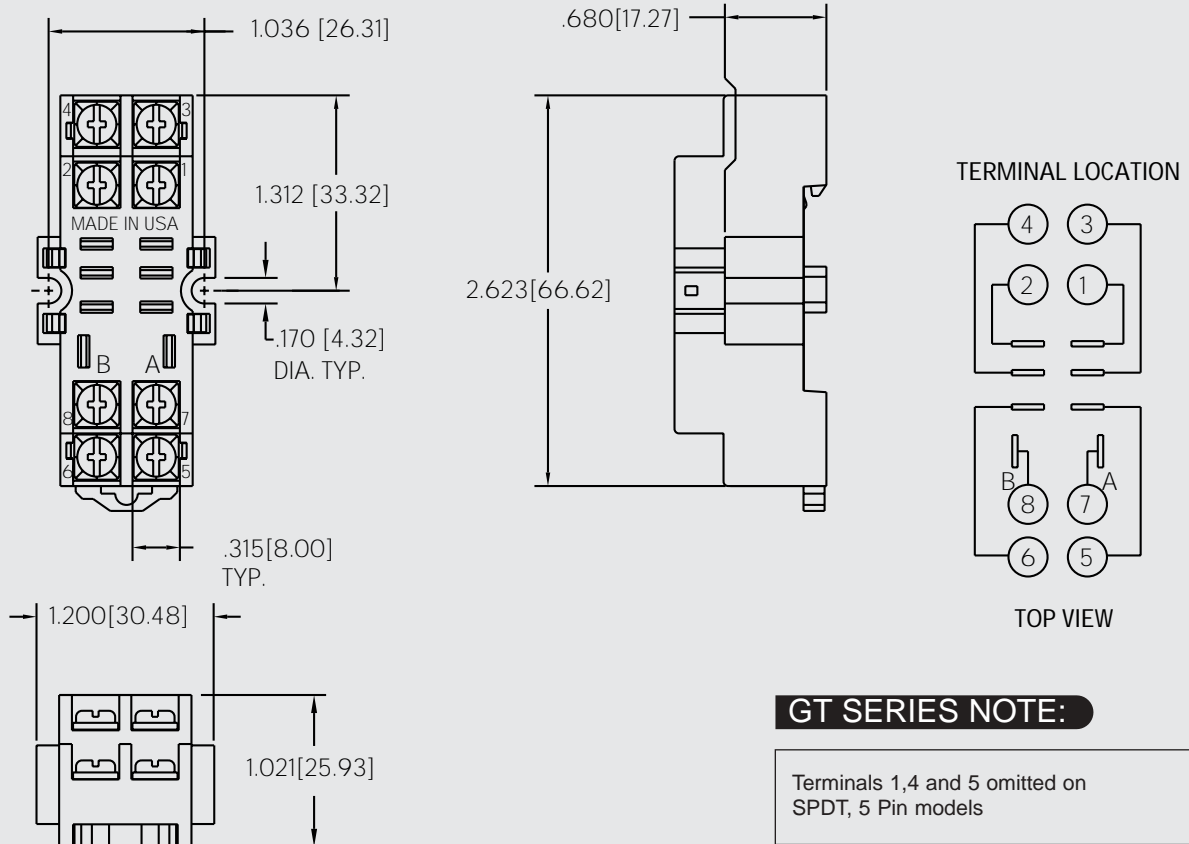 1.036 [26.31]
.680[17.27]
4
3
2
1
MADE IN USA
1.312 [33.32]
.170 [4.32]
DIA. TYP.
B
A
8
7
6
5
.315[8.00]
TYP.
2.623[66.62]
TERMINAL LOCATION
4
3
2
1
B
A
8
7
6
5
TOP VIEW
1.200[30.48]
1.021[25.93]
GT SERIES NOTE:
Terminals 1,4 and 5 omitted on
SPDT, 5 Pin models